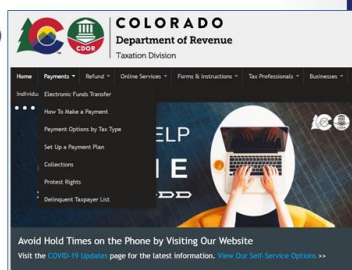 COLORADO
Department of Revenue
CDOR
Taxation Division
Home Payments Refund Online Services Forms & Instructions Tax Professionals Businesses
Individu
Electronic Funds Transfer
How To Make a Payment
Payment Options by Tax Type
Set Up a Payment Plan
Collections
Protest Rights
Delinquent Taxpayer List
ELP
E
Avoid Hold Times on the Phone by Visiting Our Website
Visit the COVID-19 Updates page for the latest information. View Our Self-Service Options >>